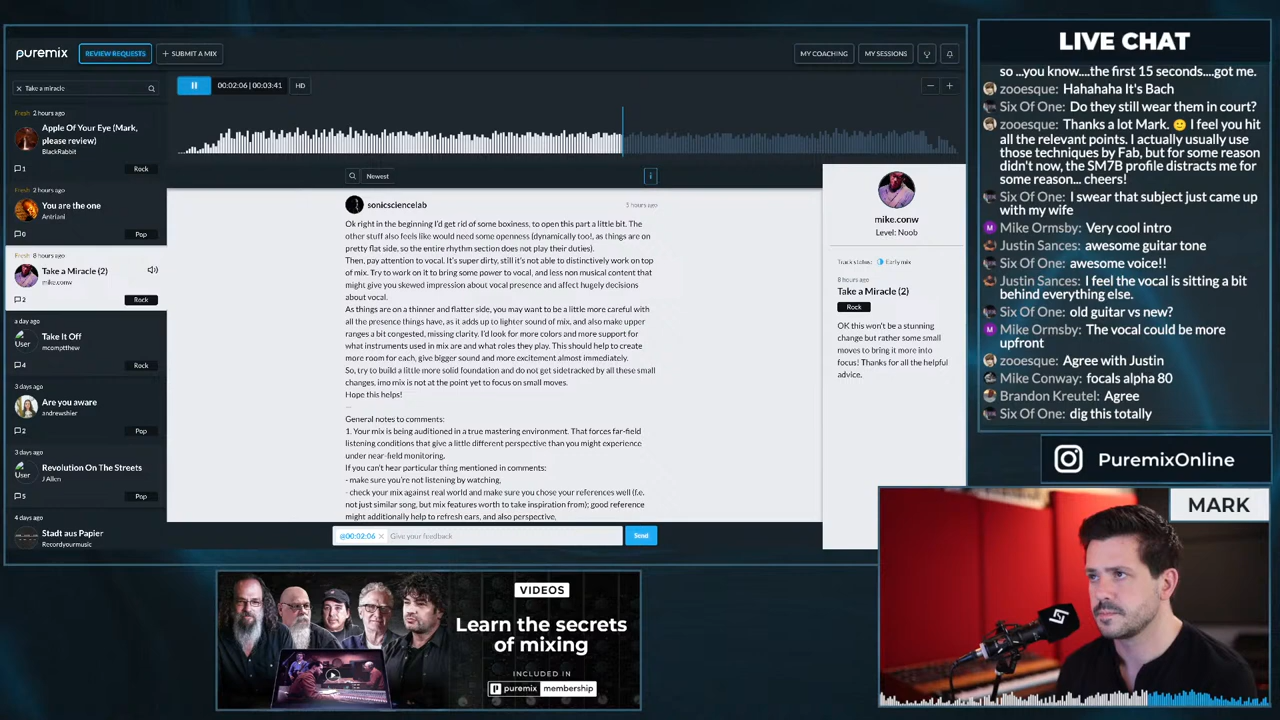 puremix
REVIEW REQUESTS
+ SUBMIT A MIX
MY COACHING
MY SESSIONS
× Take a miracle
00:02:06 | 00:03:41
HD
Fresh 2 hours ago
Apple Of Your Eye (Mark,
please review)
BlackRabbit
1
Rock
Fresh 2 hours ago
You are the one
Antriani
0
Pop
Fresh 8 hours ago
Take a Miracle (2)
mike.conw
2
Rock
a day ago
User
Take It Off
mcomptthew
4
Rock
3 days ago
Are you aware
andrewshier
2
Pop
3 days ago
User
Revolution On The Streets
J Allen
5
Pop
4 days ago
Stadt aus Papier
Recordyourmusic
Newest
i
sonicsciencelab
5 hours ago
Ok right in the beginning I'd get rid of some boxiness, to open this part a little bit. The
other stuff also feels like would need some openness (dynamically too!, as things are on
pretty flat side, so the entire rhythm section does not play their duties).
Then, pay attention to vocal. It's super dirty, still it's not able to distinctively work on top
of mix. Try to work on it to bring some power to vocal, and less non musical content that
might give you skewed impression about vocal presence and affect hugely decisions
about vocal.
As things are on a thinner and flatter side, you may want to be a little more careful with
all the presence things have, as it adds up to lighter sound of mix, and also make upper
ranges a bit congested, missing clarity. I'd look for more colors and more support for
what instruments used in mix are and what roles they play. This should help to create
more room for each, give bigger sound and more excitement almost immediately.
So, try to build a little more solid foundation and do not get sidetracked by all these small
changes, imo mix is not at the point yet to focus on small moves.
Hope this helps!
General notes to comments:
1. Your mix is being auditioned in a true mastering environment. That forces far-field
listening conditions that give a little different perspective than you might experience
under near-field monitoring.
If you can't hear particular thing mentioned in comments:
- make sure you're not listening by watching,
- check your mix against real world and make sure you chose your references well (f.e.
not just similar song, but mix features worth to take inspiration from); good reference
might additionally help to refresh ears, and also perspective,
@00:02:06 ×
Give your feedback
Send
mike.conw
Level: Noob
Track status: Early mix
8 hours ago
Take a Miracle (2)
Rock
OK this won't be a stunning
change but rather some small
moves to bring it more into
focus! Thanks for all the helpful
advice.
LIVE CHAT
so ...you know....the first 15 seconds....got me.
zooesque: Hahahaha It's Bach
Six Of One: Do they still wear them in court?
zooesque: Thanks a lot Mark. 🙂 I feel you hit
all the relevant points. I actually usually use
those techniques by Fab, but for some reason
didn't now, the SM7B profile distracts me for
some reason... cheers!
Six Of One: I swear that subject just came up
with my wife
M Mike Ormsby: Very cool intro
Justin Sances: awesome guitar tone
Six Of One: awesome voice!!
Justin Sances: I feel the vocal is sitting a bit
behind everything else.
Six Of One: old guitar vs new?
M Mike Ormsby: The vocal could be more
upfront
zooesque: Agree with Justin
Mike Conway: focals alpha 80
Brandon Kreutel: Agree
Six Of One: dig this totally
PuremixOnline
MARK
VIDEOS
Learn the secrets
of mixing
INCLUDED IN
puremix membership